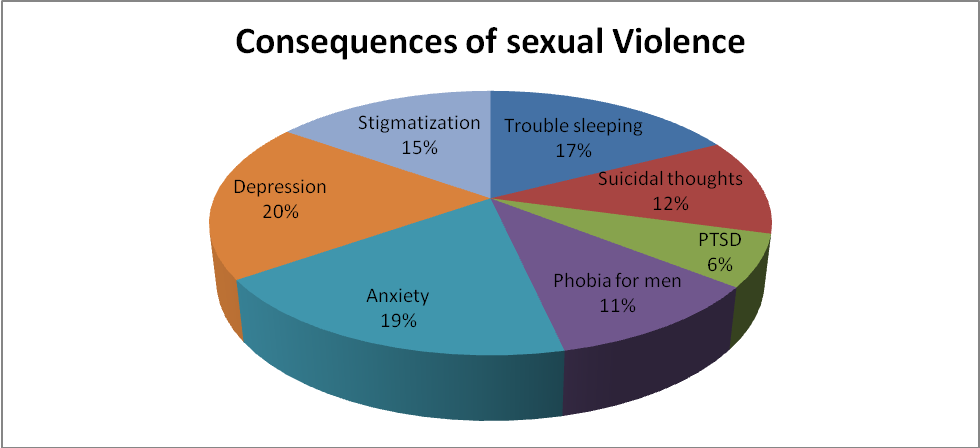 Consequences of sexual Violence
Stigmatization
15%
Trouble sleeping
17%
Suicidal thoughts
12%
PTSD
6%
Phobia for men
11%
Anxiety
19%
Depression
20%